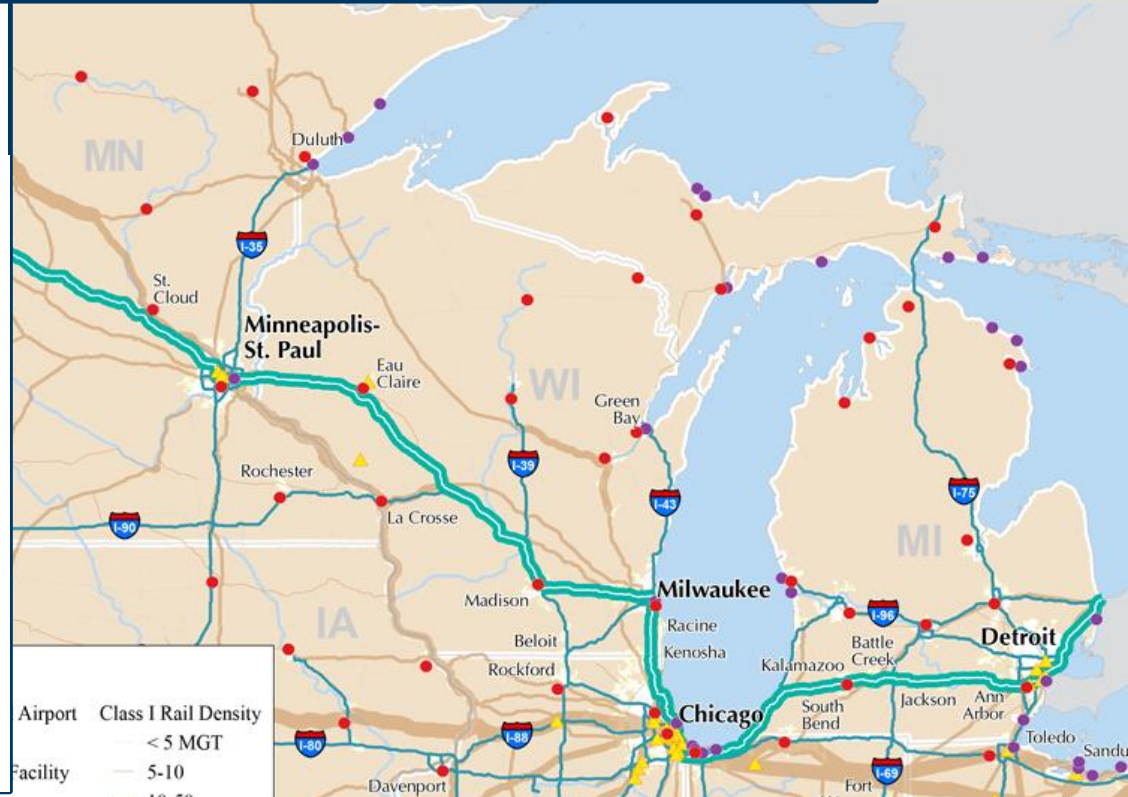 Duluth
MN
I-35
St.
Cloud
Minneapolis-
St. Paul
Eau
Claire
WI
Green
Bay
Rochester
I-39
I-43
I-75
I-90
La Crosse
MI
Madison
Milwaukee
IA
Racine
I-96
Beloit
Kenosha
Battle
Creek
Detroit
Rockford
Kalamazoo
Chicago
South
Bend
Jackson
Ann
Arbor
I-80
I-88
Toledo
Sandu
I-69
Davenport
Fort
Airport
Class I Rail Density
< 5 MGT
Facility
5-10